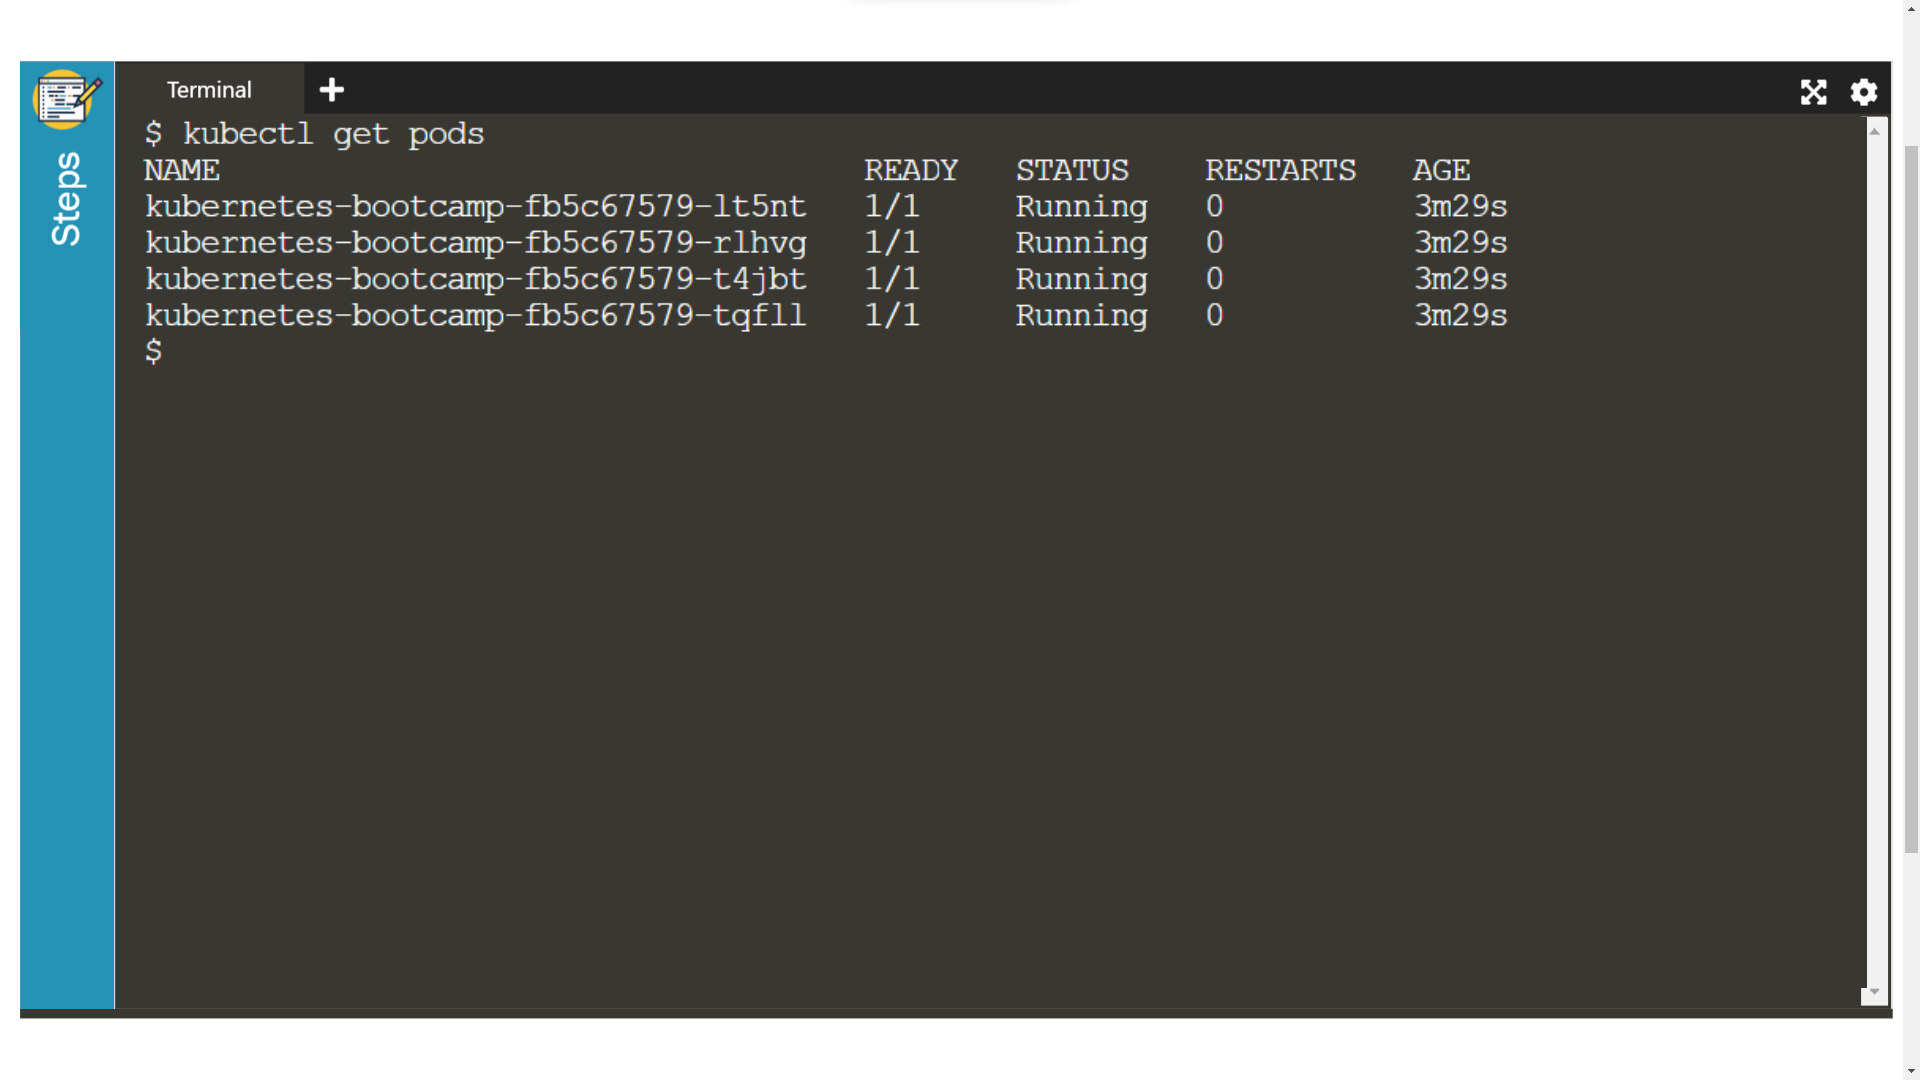 Terminal
Steps
$ kubectl get pods
NAME READY STATUS RESTARTS AGE
kubernetes-bootcamp-fb5c67579-lt5nt 1/1 Running 0 3m29s
kubernetes-bootcamp-fb5c67579-rlhvg 1/1 Running 0 3m29s
kubernetes-bootcamp-fb5c67579-t4jbt 1/1 Running 0 3m29s
kubernetes-bootcamp-fb5c67579-tqfll 1/1 Running 0 3m29s
$